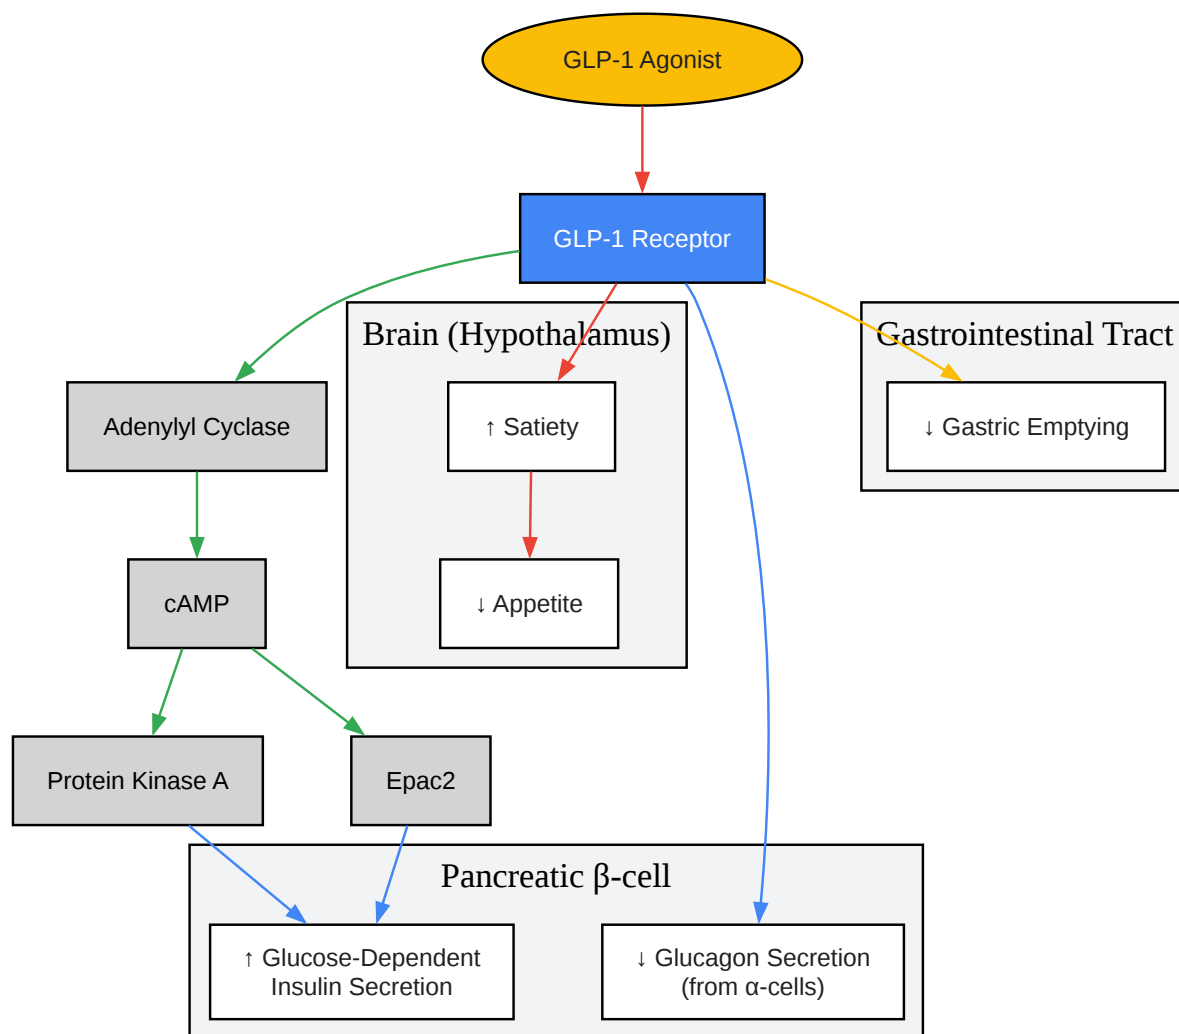 GLP-1 Agonist
GLP-1 Receptor
Brain (Hypothalamus)
Gastrointestinal Tract
Adenylyl Cyclase
↑ Satiety
↓ Gastric Emptying
cAMP
↓ Appetite
Protein Kinase A
Epac2
Pancreatic β-cell
↑ Glucose-Dependent
Insulin Secretion
↓ Glucagon Secretion
(from α-cells)